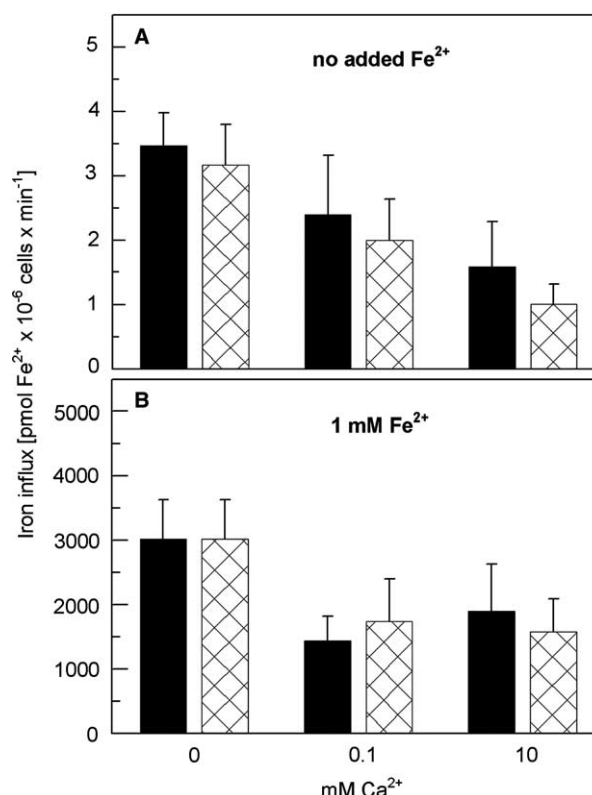 A
no added Fe²⁺
5
4
3
2
1
0
B
1 mM Fe²⁺
5000
4000
3000
2000
1000
0
Iron influx [pmol Fe²⁺ x 10⁻⁶ cells x min⁻¹]
0 0.1 10
mM Ca²⁺